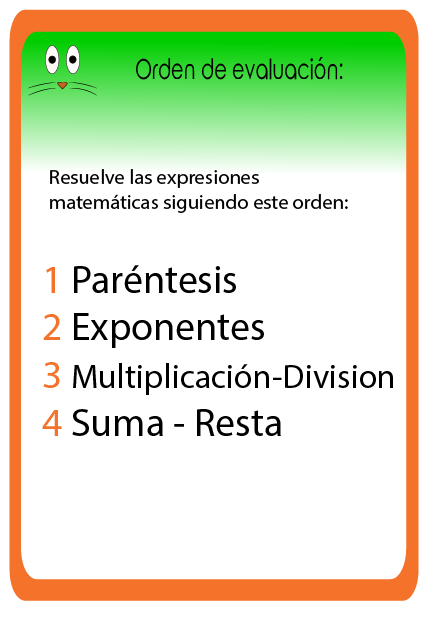 Orden de evaluación:
Resuelve las expresiones
matemáticas siguiendo este orden:
1 Paréntesis
2 Exponentes
3 Multiplicación-Division
4 Suma - Resta